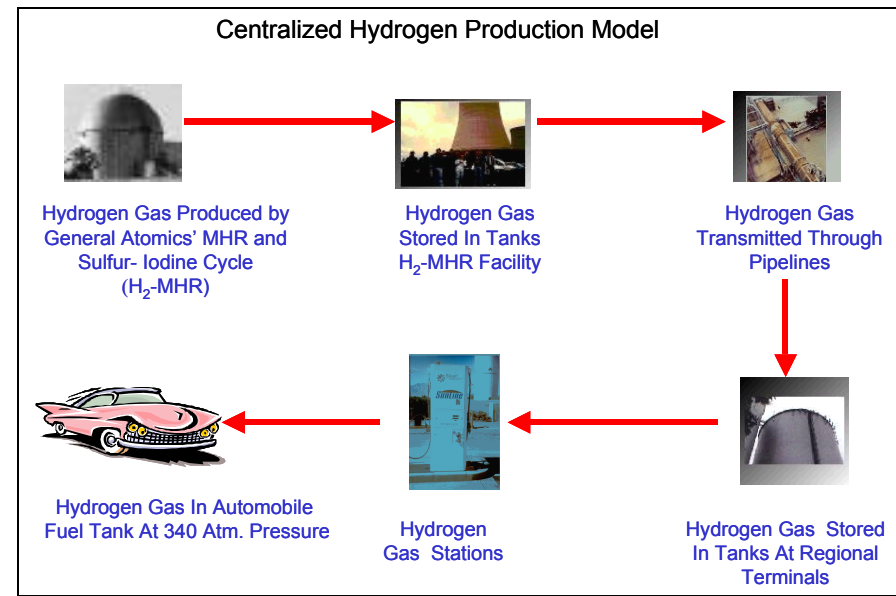 Centralized Hydrogen Production Model
Hydrogen Gas Produced by
General Atomics' MHR and
Sulfur- Iodine Cycle
(H2-MHR)
Hydrogen Gas
Stored In Tanks
H2-MHR Facility
Hydrogen Gas
Transmitted Through
Pipelines
Hydrogen Gas In Automobile
Fuel Tank At 340 Atm. Pressure
Hydrogen
Gas Stations
Hydrogen Gas Stored
In Tanks At Regional
Terminals